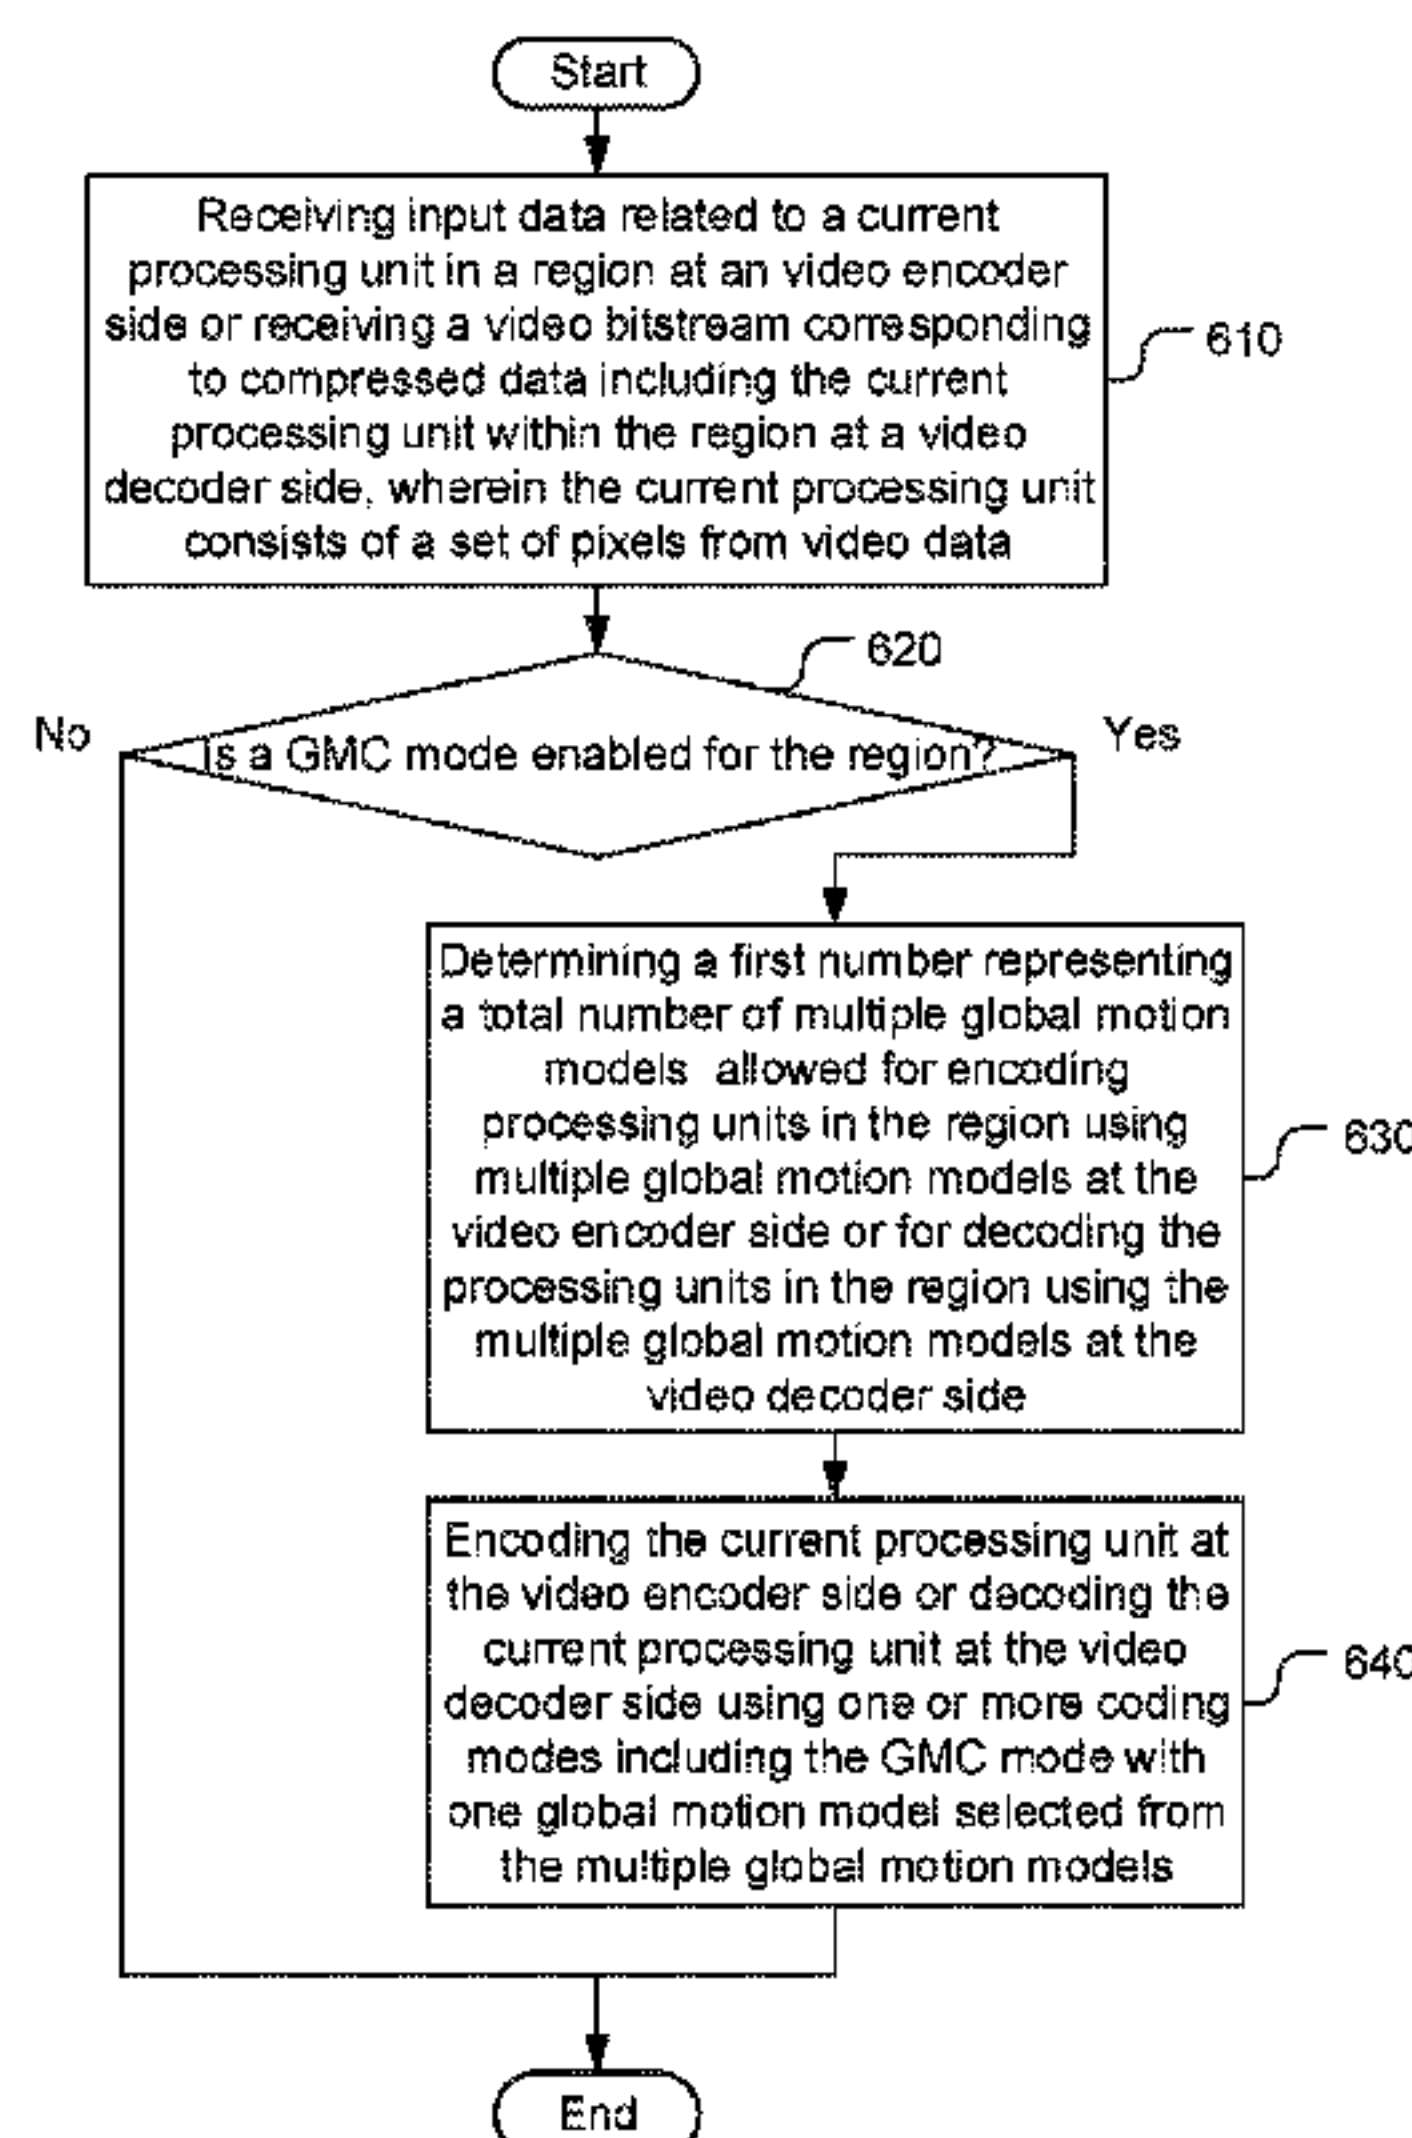 Start
Receiving input data related to a current
processing unit in a region at an video encoder
side or receiving a video bitstream corresponding
to compressed data including the current
processing unit within the region at a video
decoder side, wherein the current processing unit
consists of a set of pixels from video data
610
620
No
Is a GMC mode enabled for the region?
Yes
Determining a first number representing
a total number of multiple global motion
models allowed for encoding
processing units in the region using
multiple global motion models at the
video encoder side or for decoding the
processing units in the region using the
multiple global motion models at the
video decoder side
630
Encoding the current processing unit at
the video encoder side or decoding the
current processing unit at the video
decoder side using one or more coding
modes including the GMC mode with
one global motion model selected from
the multiple global motion models
640
End